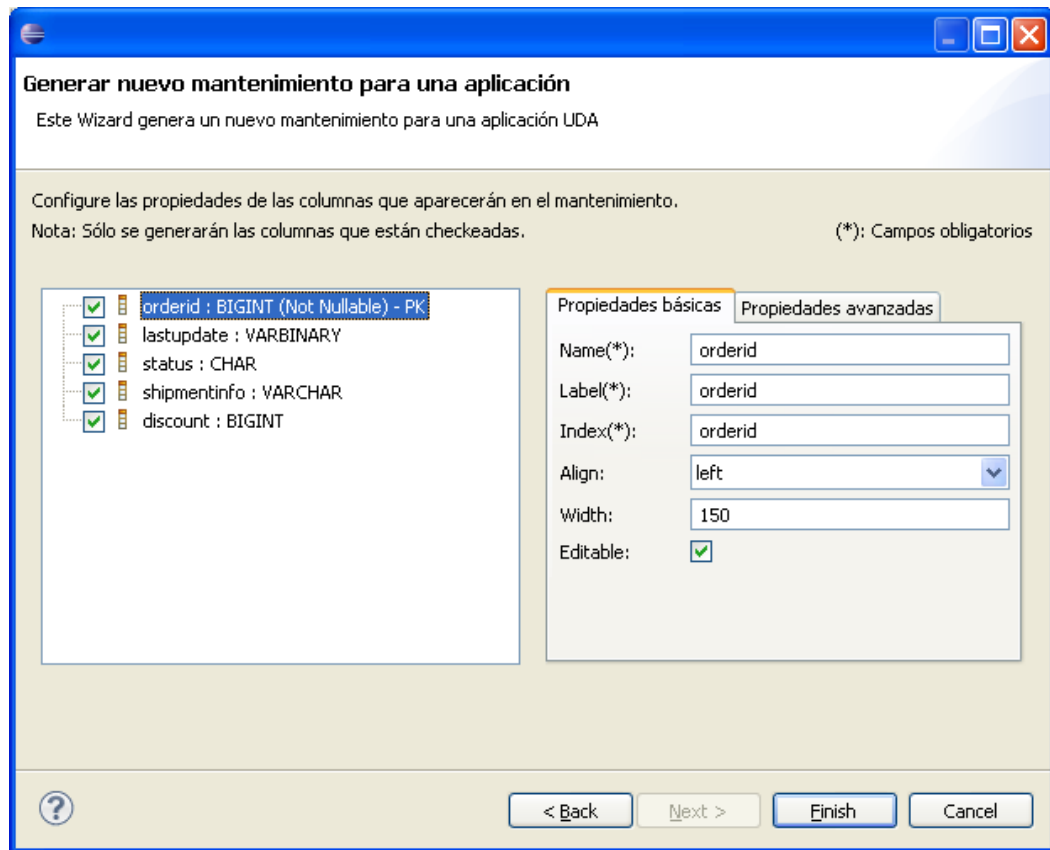 Generar nuevo mantenimiento para una aplicación
Este Wizard genera un nuevo mantenimiento para una aplicación UDA
Configure las propiedades de las columnas que aparecerán en el mantenimiento.
Nota: Sólo se generarán las columnas que están checkeadas.
(*): Campos obligatorios
orderid : BIGINT (Not Nullable) - PK
lastupdate : VARBINARY
status : CHAR
shipmentinfo : VARCHAR
discount : BIGINT
Propiedades básicas
Propiedades avanzadas
Name(*): orderid
Label(*): orderid
Index(*): orderid
Align: left
Width: 150
Editable:
?
< Back
Next >
Finish
Cancel